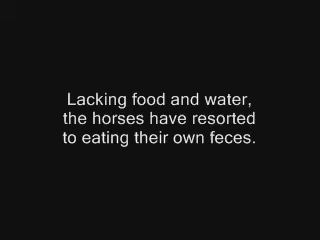 Lacking food and water,
the horses have resorted
to eating their own feces.